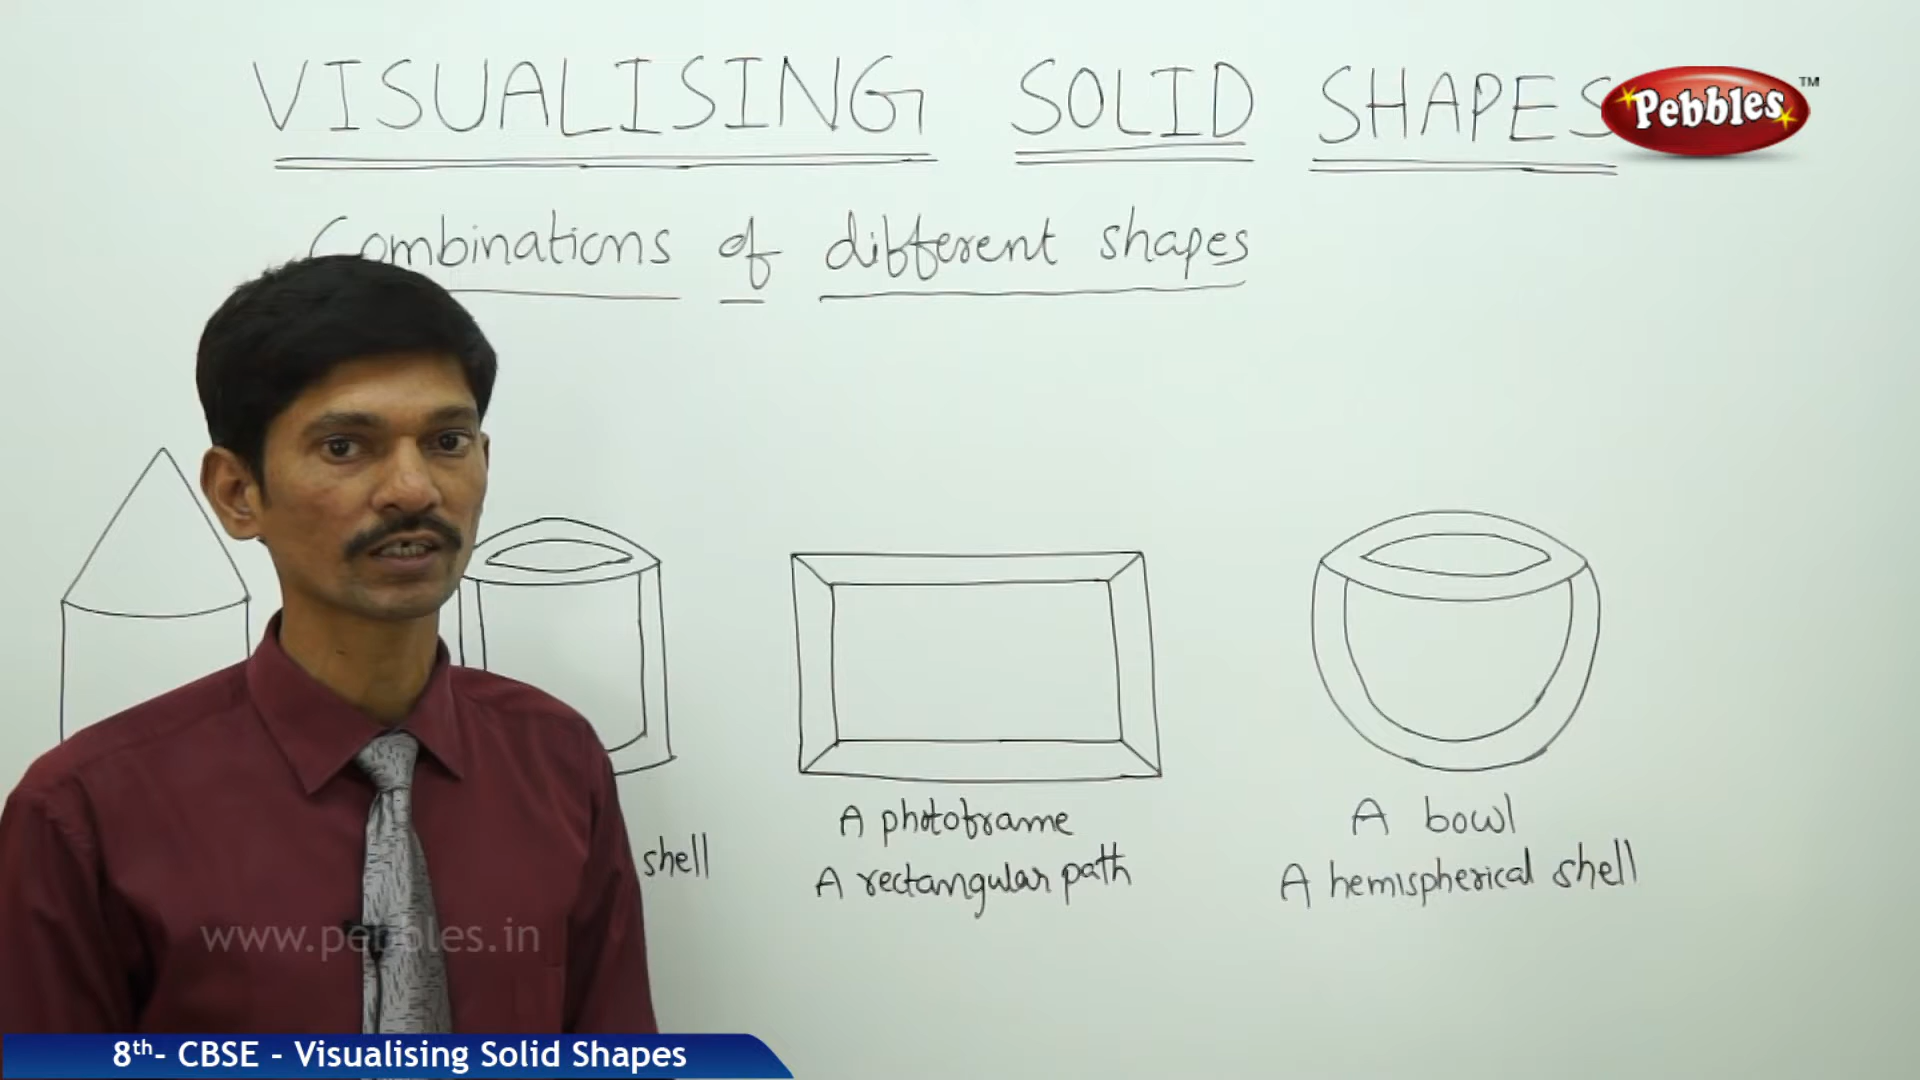 VISUALISING SOLID SHAPES
Pebbles™
Combinations of different shapes
shell
A photoframe
A rectangular path
A bowl
A hemispherical shell
www.pebbles.in
8th- CBSE - Visualising Solid Shapes